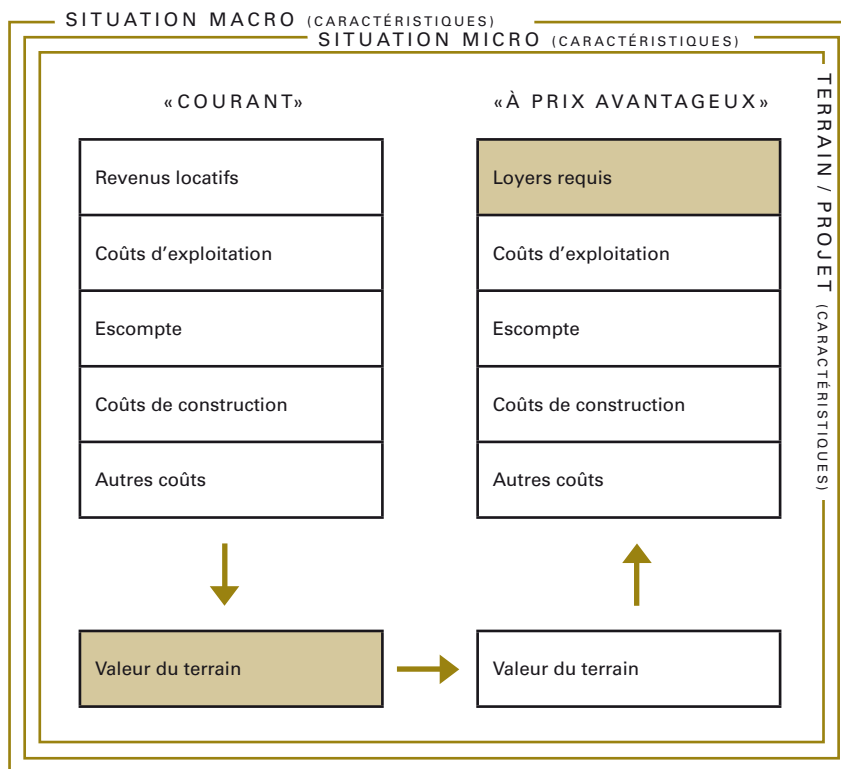 SITUATION MACRO (CARACTÉRISTIQUES)
SITUATION MICRO (CARACTÉRISTIQUES)
TERRAIN / PROJET (CARACTÉRISTIQUES)
«COURANT»
Revenus locatifs
Coûts d'exploitation
Escompte
Coûts de construction
Autres coûts
Valeur du terrain
«À PRIX AVANTAGEUX»
Loyers requis
Coûts d'exploitation
Escompte
Coûts de construction
Autres coûts
Valeur du terrain